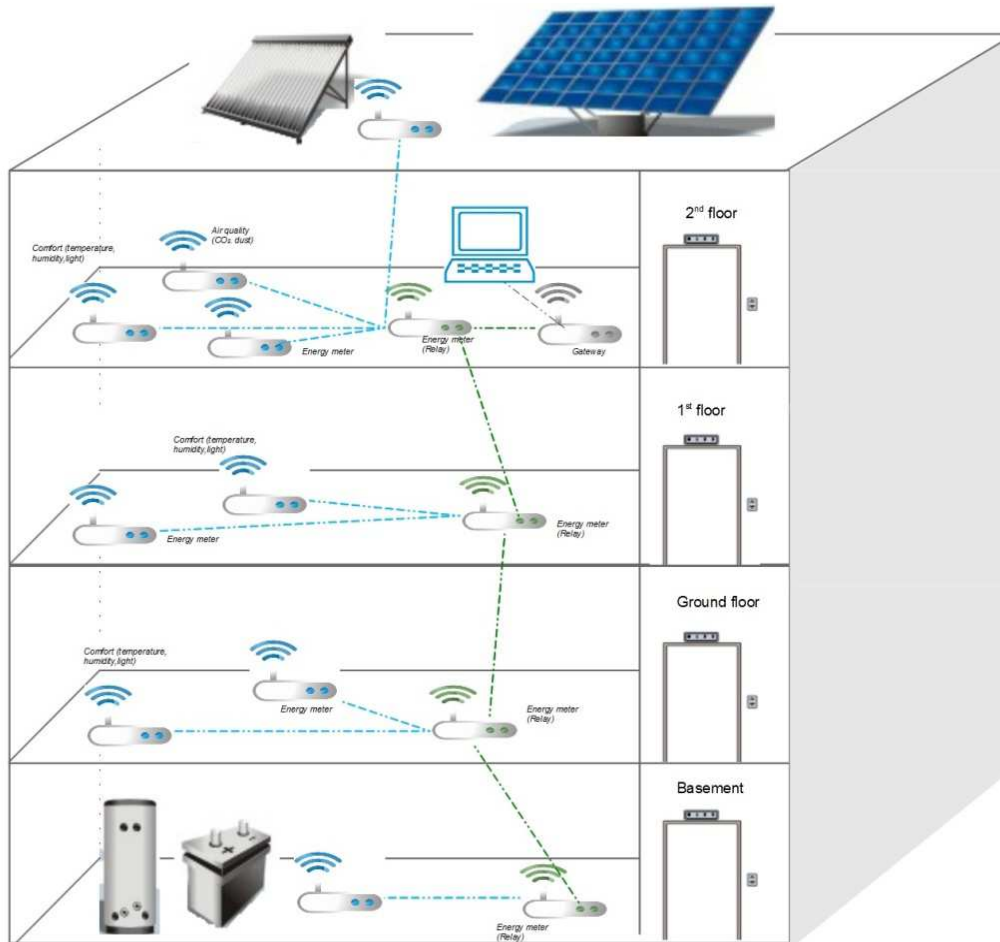 2nd floor
Air quality
(CO₂. dust)
Comfort (temperature,
humidity,light)
Energy meter
Energy meter
(Relay)
Gateway
1st floor
Comfort (temperature,
humidity,light)
Energy meter
Energy meter
(Relay)
Ground floor
Comfort (temperature,
humidity,light)
Energy meter
Energy meter
(Relay)
Basement
Energy meter
(Relay)